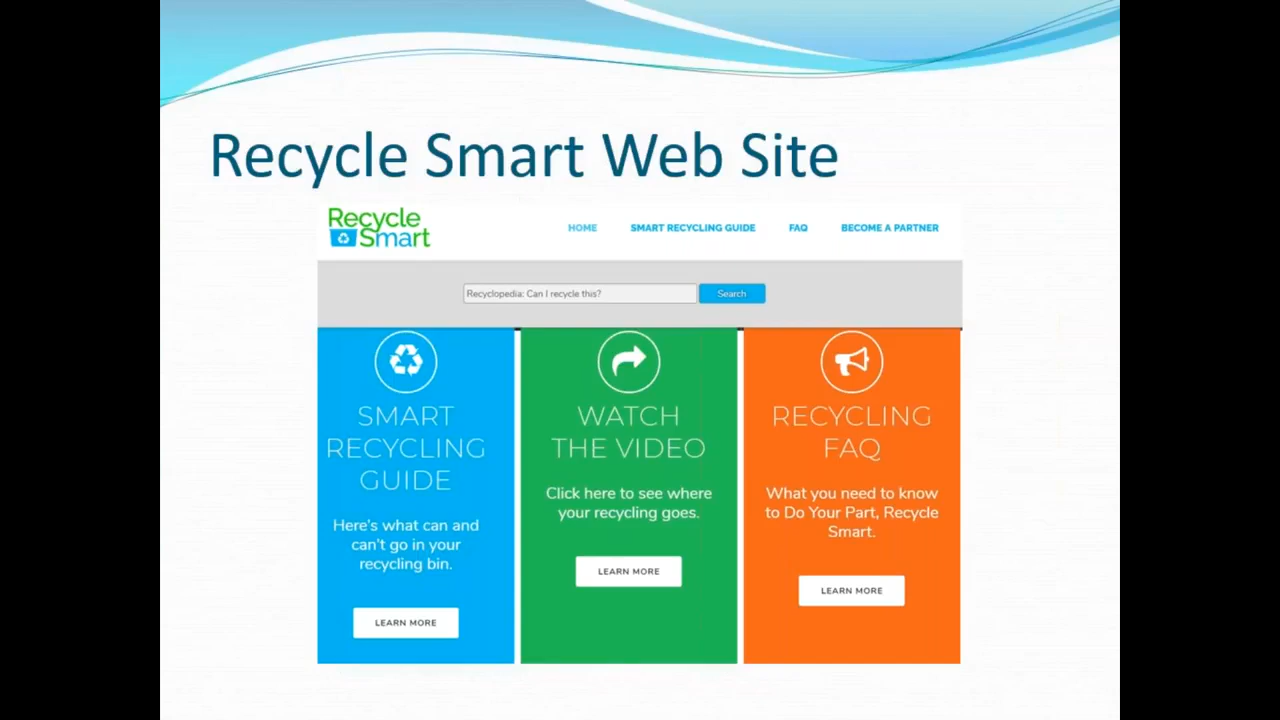 Recycle Smart Web Site
Recycle
Smart
HOME SMART RECYCLING GUIDE FAQ BECOME A PARTNER
Recyclopedia: Can I recycle this? Search
SMART
RECYCLING
GUIDE
Here's what can and
can't go in your
recycling bin.
LEARN MORE
WATCH
THE VIDEO
Click here to see where
your recycling goes.
LEARN MORE
RECYCLING
FAQ
What you need to know
to Do Your Part, Recycle
Smart.
LEARN MORE